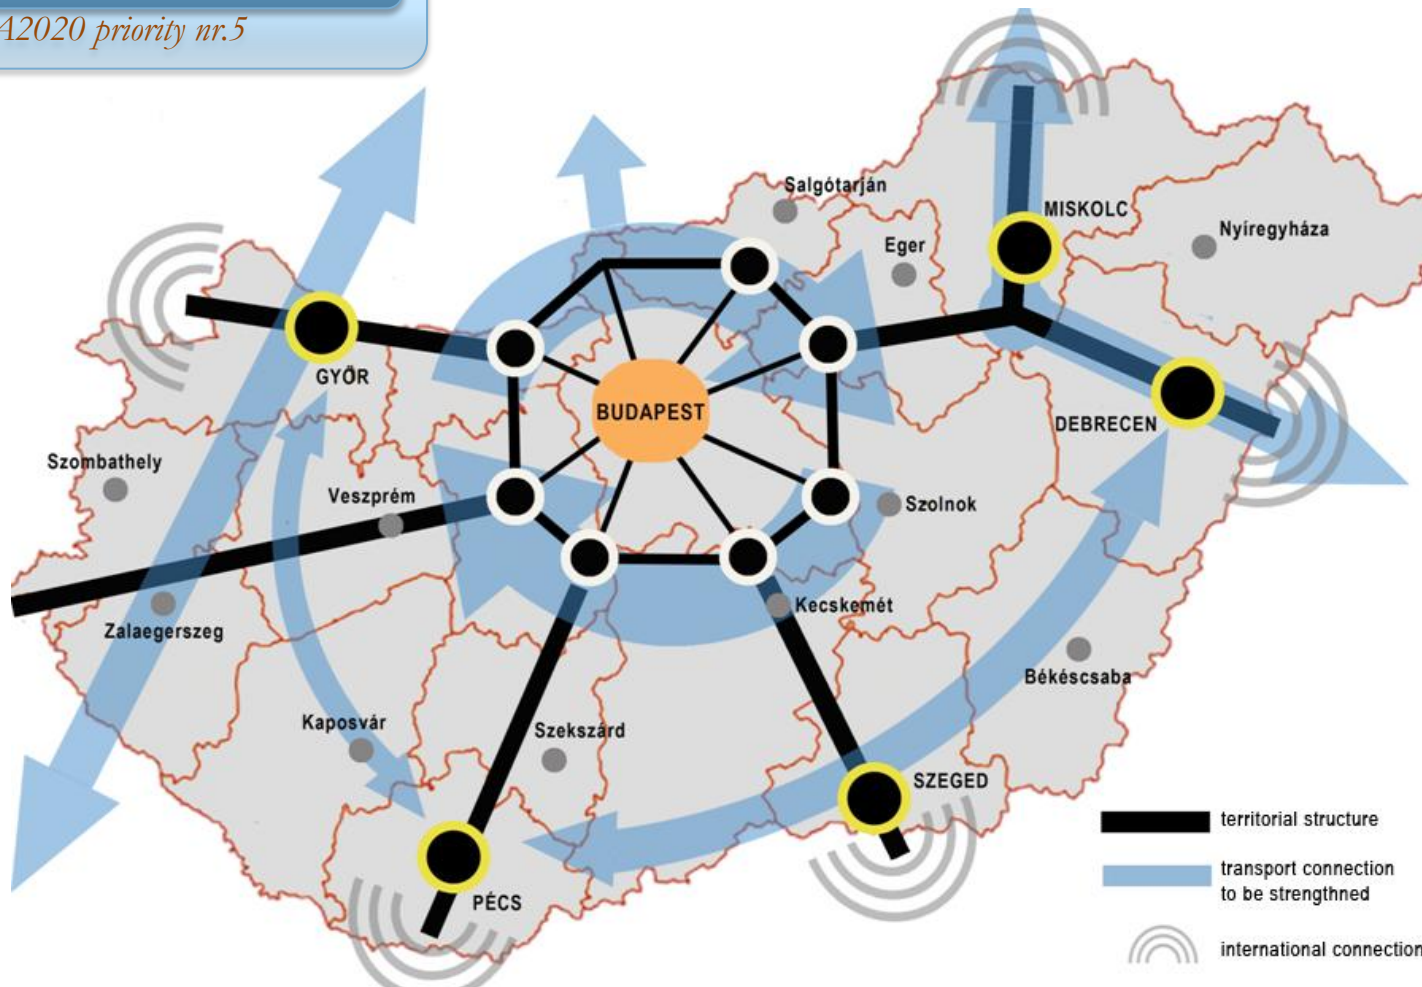 A2020 priority nr.5
Salgótarján
MISKOLC
Nyíregyháza
Eger
GYŐR
BUDAPEST
DEBRECEN
Szombathely
Veszprém
Szolnok
Kecskemét
Zalaegerszeg
Békéscsaba
Kaposvár
Szekszárd
SZEGED
PÉCS
territorial structure
transport connection
to be strengthned
international connection